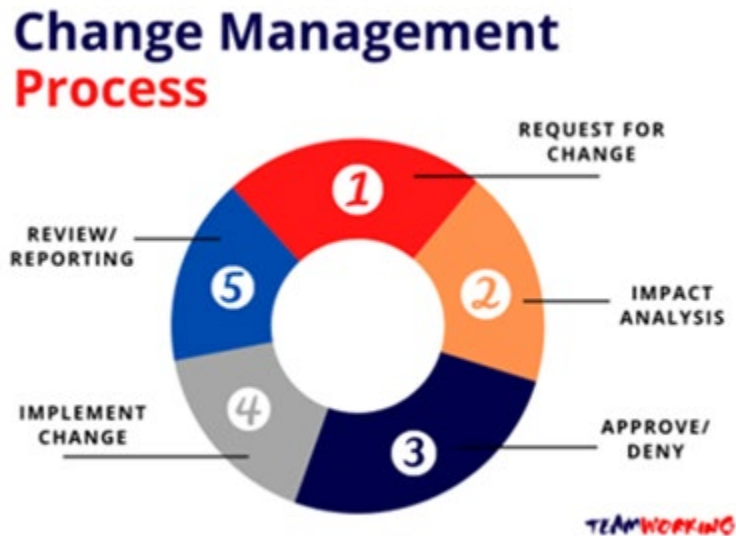 Change Management
Process
1
REQUEST FOR
CHANGE
2
IMPACT
ANALYSIS
3
APPROVE/
DENY
4
IMPLEMENT
CHANGE
5
REVIEW/
REPORTING
TEAMWORKING